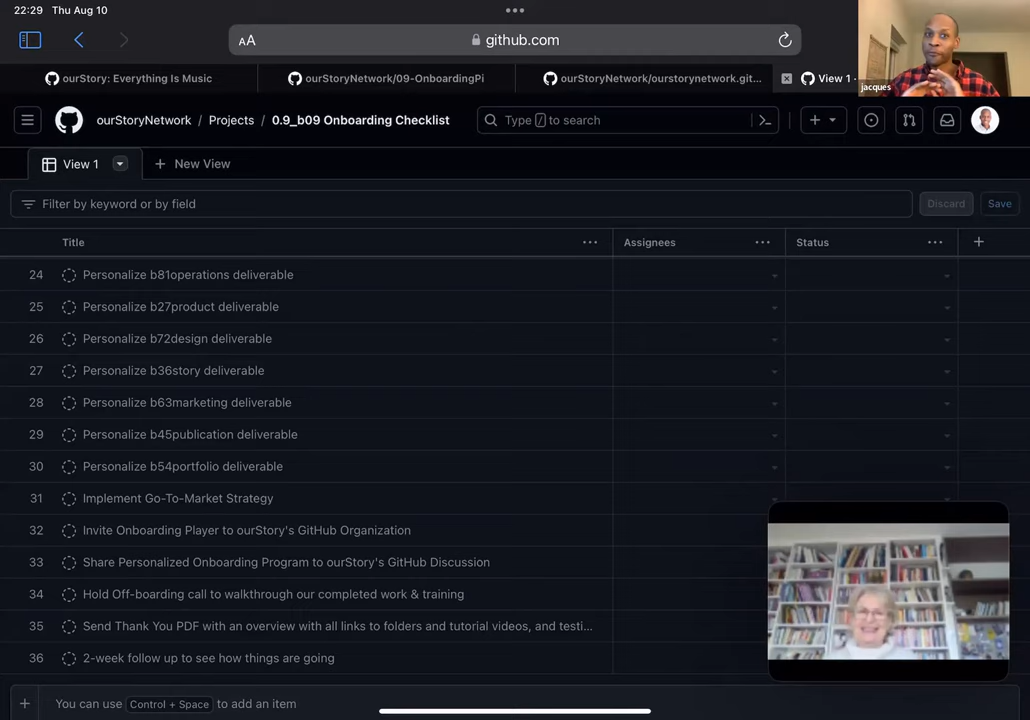 22:29 Thu Aug 10
AA github.com
ourStory: Everything Is Music
ourStoryNetwork/09-OnboardingPi
ourStoryNetwork/ourstorynetwork.git...
View 1 ·
jacques
ourStoryNetwork / Projects / 0.9_b09 Onboarding Checklist
Type / to search
View 1
New View
Filter by keyword or by field
Discard
Save
Title
Assignees
Status
24 Personalize b81operations deliverable
25 Personalize b27product deliverable
26 Personalize b72design deliverable
27 Personalize b36story deliverable
28 Personalize b63marketing deliverable
29 Personalize b45publication deliverable
30 Personalize b54portfolio deliverable
31 Implement Go-To-Market Strategy
32 Invite Onboarding Player to ourStory's GitHub Organization
33 Share Personalized Onboarding Program to ourStory's GitHub Discussion
34 Hold Off-boarding call to walkthrough our completed work & training
35 Send Thank You PDF with an overview with all links to folders and tutorial videos, and testi...
36 2-week follow up to see how things are going
You can use Control + Space to add an item